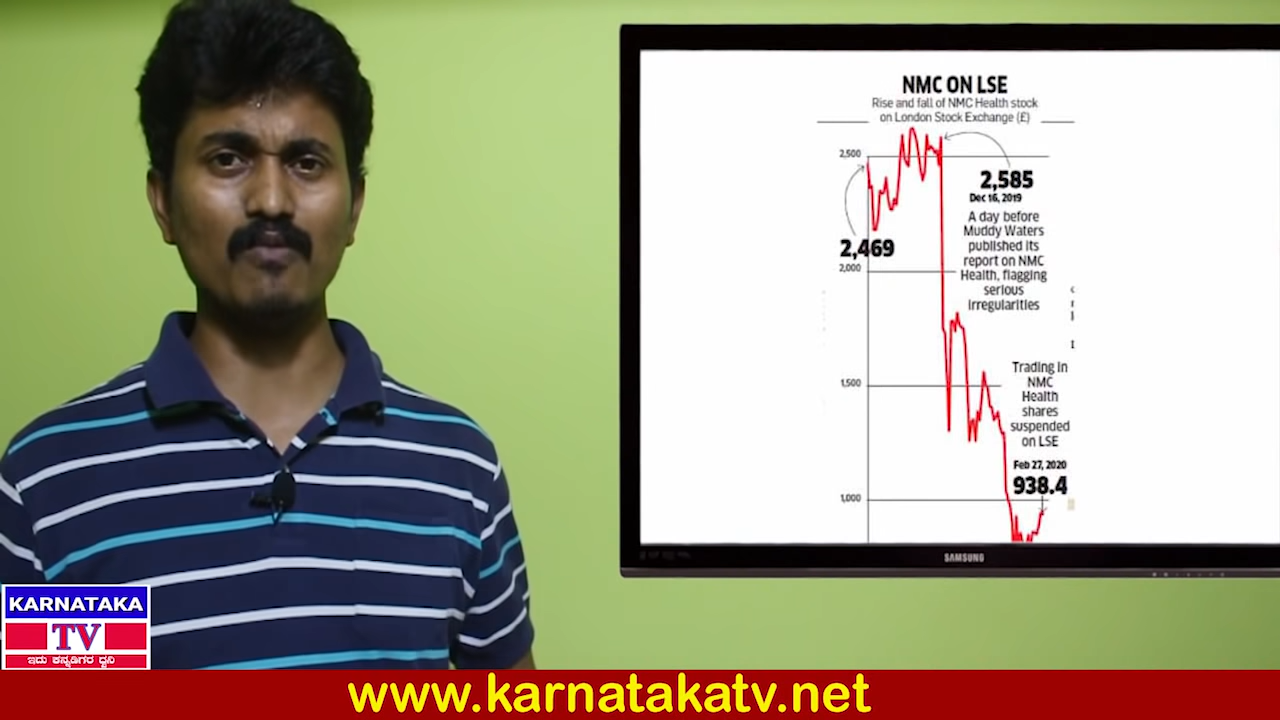 NMC ON LSE
Rise and fall of NMC Health stock
on London Stock Exchange (£)
2,500
2,585
Dec 16, 2019
A day before
Muddy Waters
published its
report on NMC
Health, flagging
serious
irregularities
2,469
2,000
1,500
Trading in
NMC
Health
shares
suspended
on LSE
Feb 27, 2020
938.4
1,000
SAMSUNG
KARNATAKA
TV
ಇದು ಕನ್ನಡಿಗರ ಧ್ವನಿ
www.karnatakatv.net